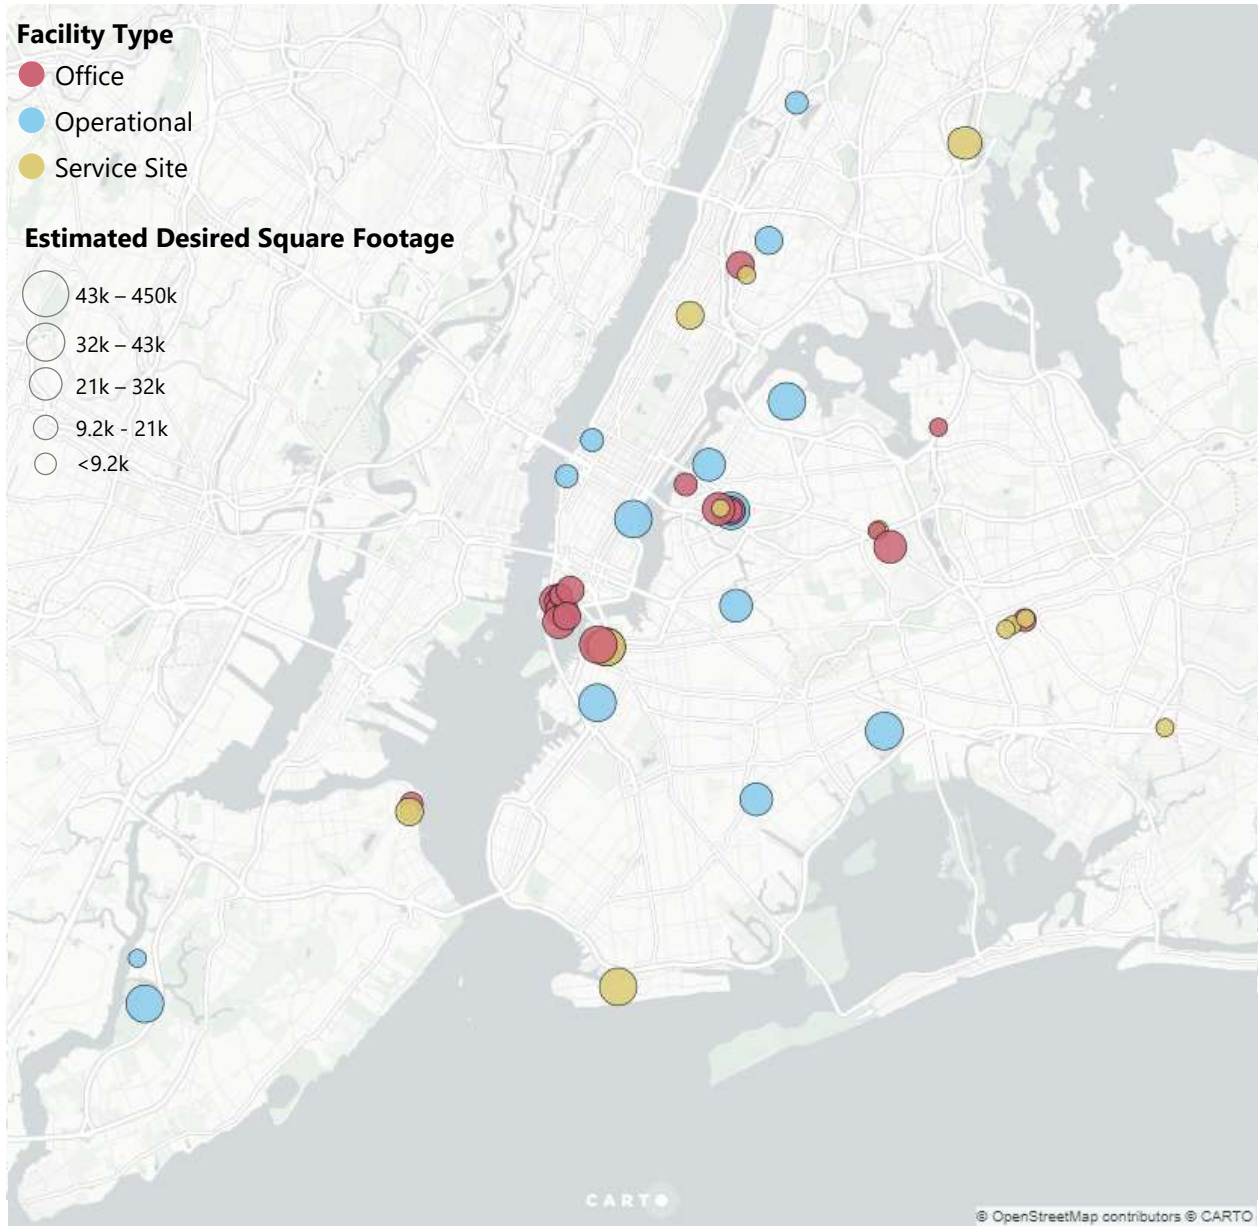 Facility Type
Office
Operational
Service Site
Estimated Desired Square Footage
43k – 450k
32k – 43k
21k – 32k
9.2k - 21k
<9.2k
CARTO
© OpenStreetMap contributors © CARTO